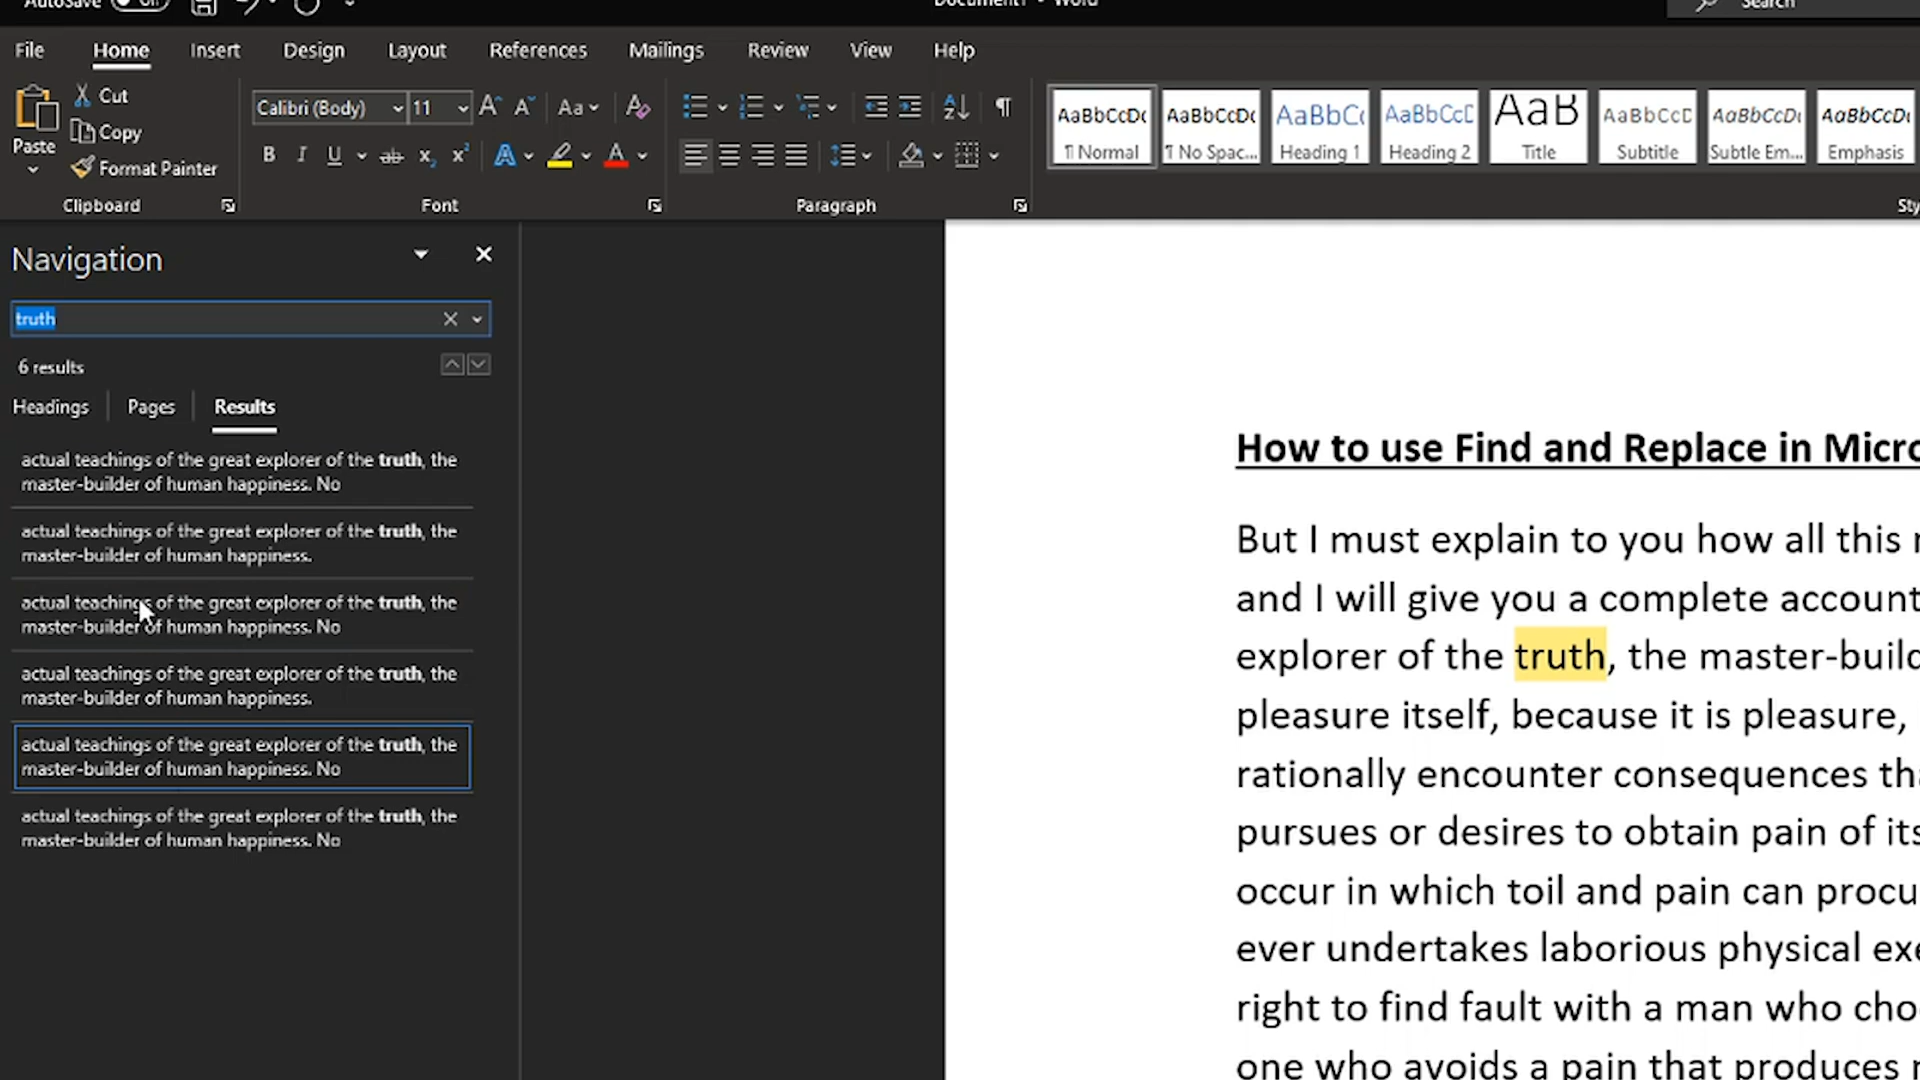 AutoSave Off Document1 - Word Search
File Home Insert Design Layout References Mailings Review View Help
Paste Cut
Copy
Format Painter
Clipboard
Calibri (Body) 11 Aa
B I U ab x x A A
Font
Paragraph
AaBbCcDc AaBbCcDc AaBbCc AaBbCcD AaB AaBbCcD AaBbCcDc AaBbCcDc
¶ Normal ¶ No Spac... Heading 1 Heading 2 Title Subtitle Subtle Em... Emphasis
Sty
Navigation
truth
6 results
Headings Pages Results
actual teachings of the great explorer of the truth, the
master-builder of human happiness. No
actual teachings of the great explorer of the truth, the
master-builder of human happiness.
actual teachings of the great explorer of the truth, the
master-builder of human happiness. No
actual teachings of the great explorer of the truth, the
master-builder of human happiness.
actual teachings of the great explorer of the truth, the
master-builder of human happiness. No
actual teachings of the great explorer of the truth, the
master-builder of human happiness. No
How to use Find and Replace in Micro
But I must explain to you how all this
and I will give you a complete account
explorer of the truth, the master-build
pleasure itself, because it is pleasure,
rationally encounter consequences tha
pursues or desires to obtain pain of its
occur in which toil and pain can procu
ever undertakes laborious physical exe
right to find fault with a man who cho
one who avoids a pain that produces